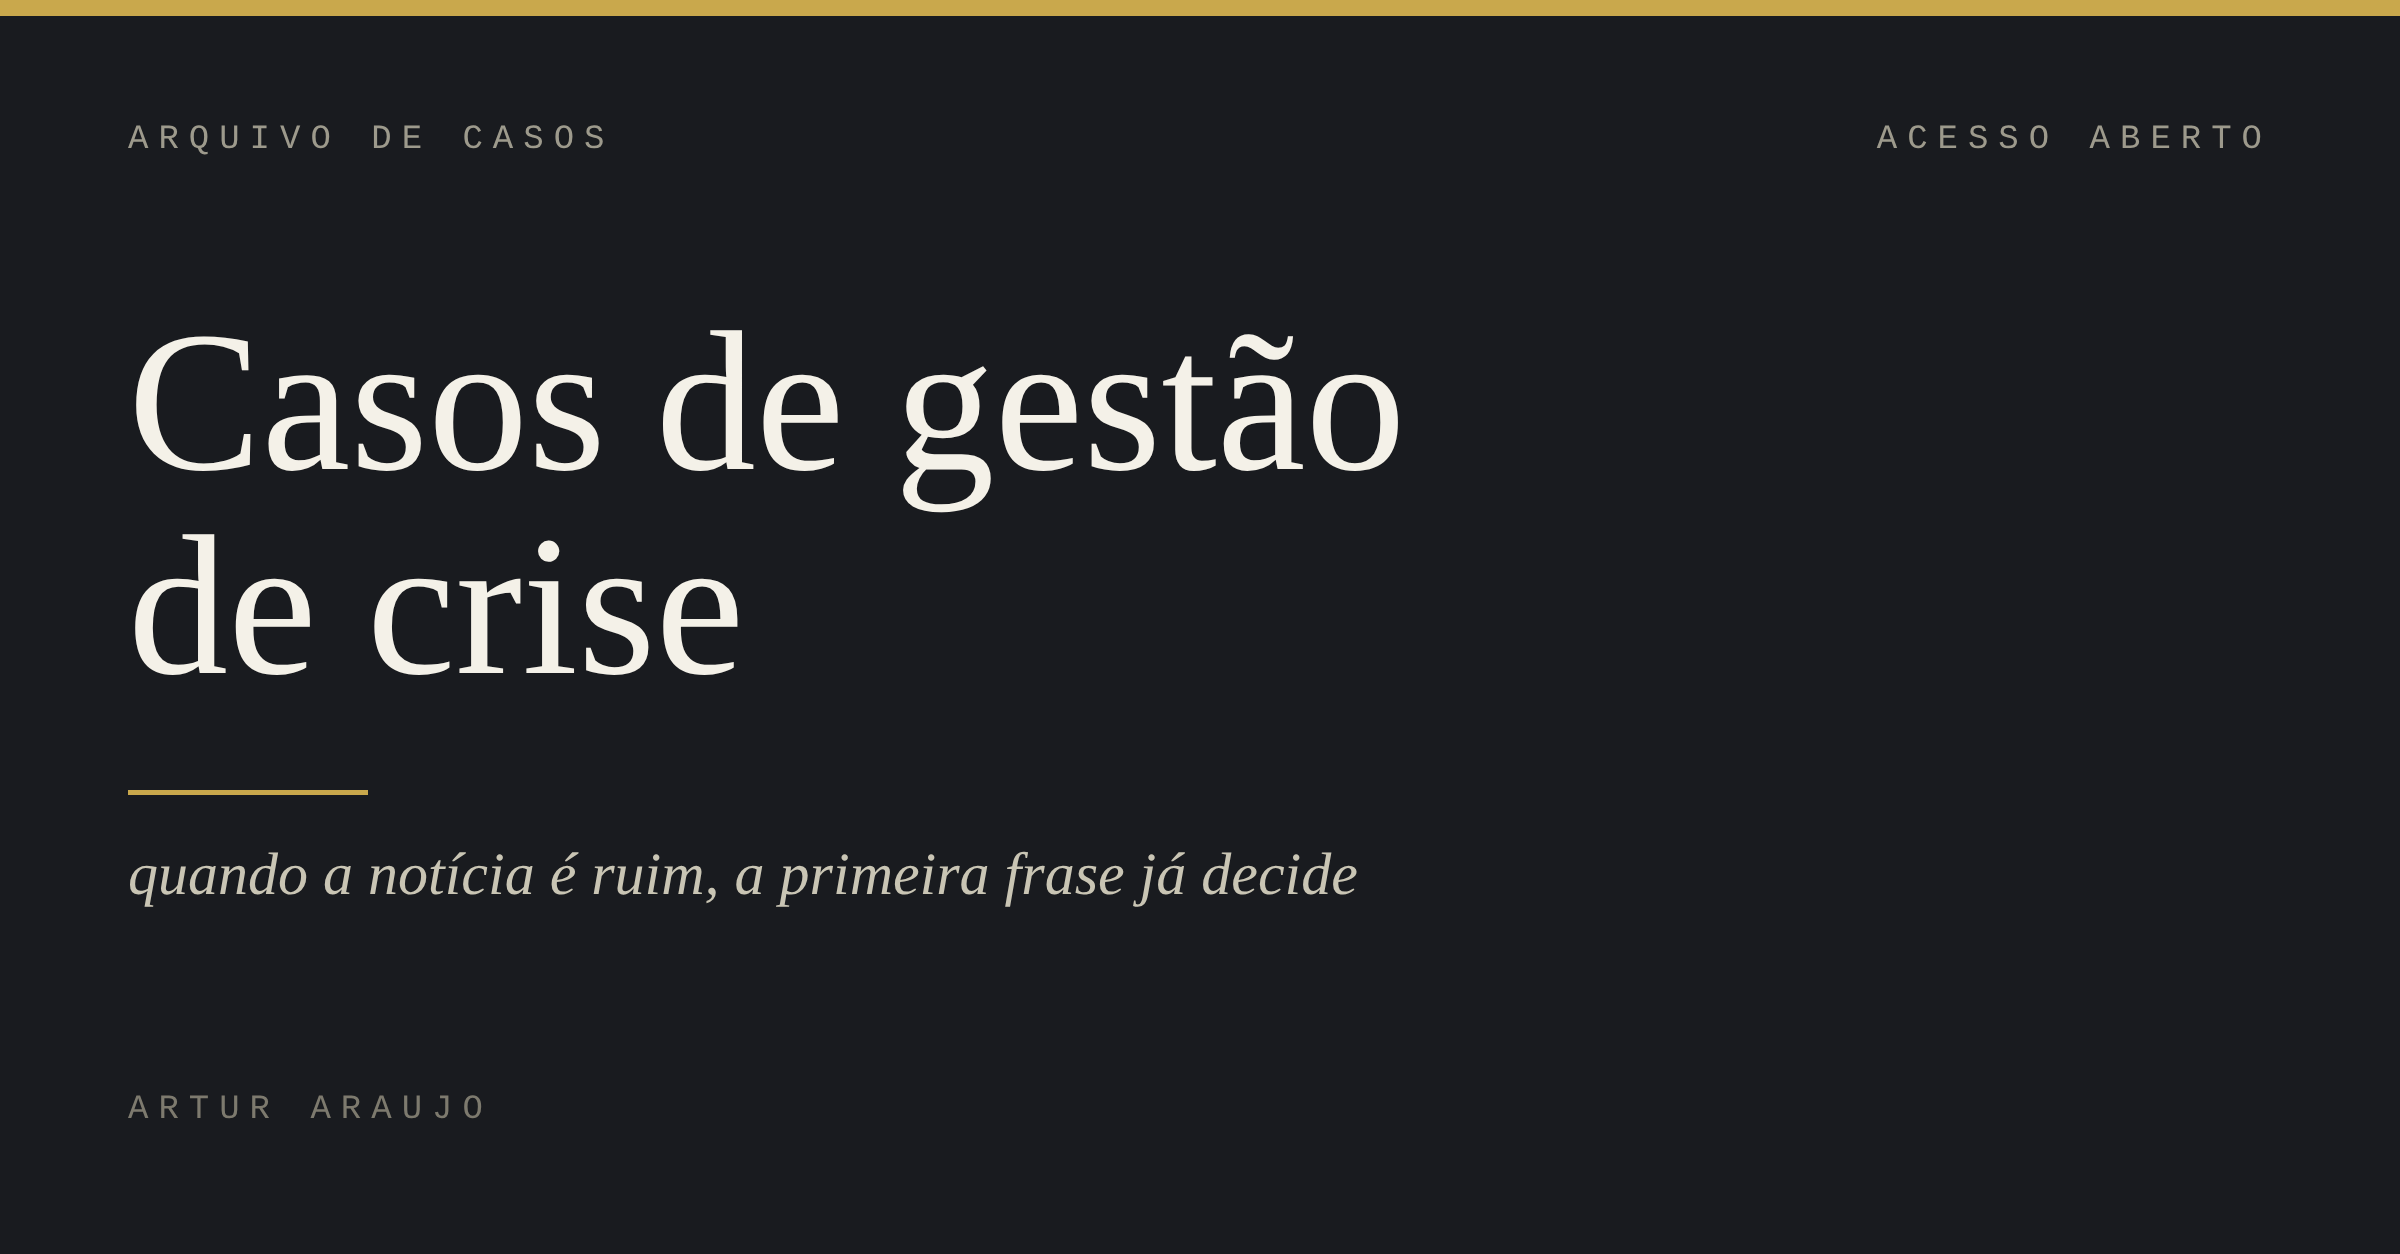 ARQUIVO DE CASOS
ACESSO ABERTO
Casos de gestão
de crise
quando a notícia é ruim, a primeira frase já decide
ARTUR ARAUJO